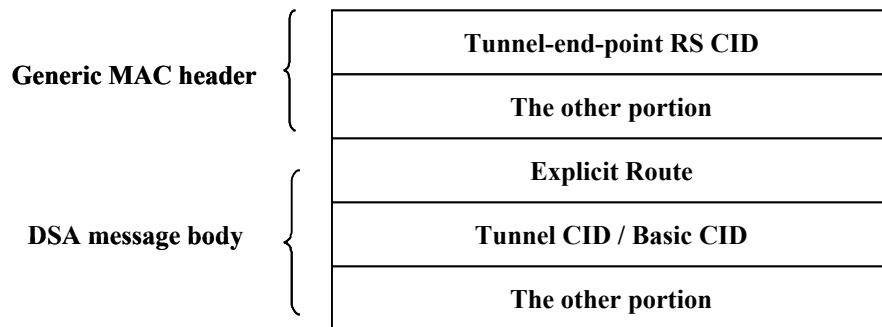 Tunnel-end-point RS CID
Generic MAC header
The other portion
Explicit Route
DSA message body
Tunnel CID / Basic CID
The other portion